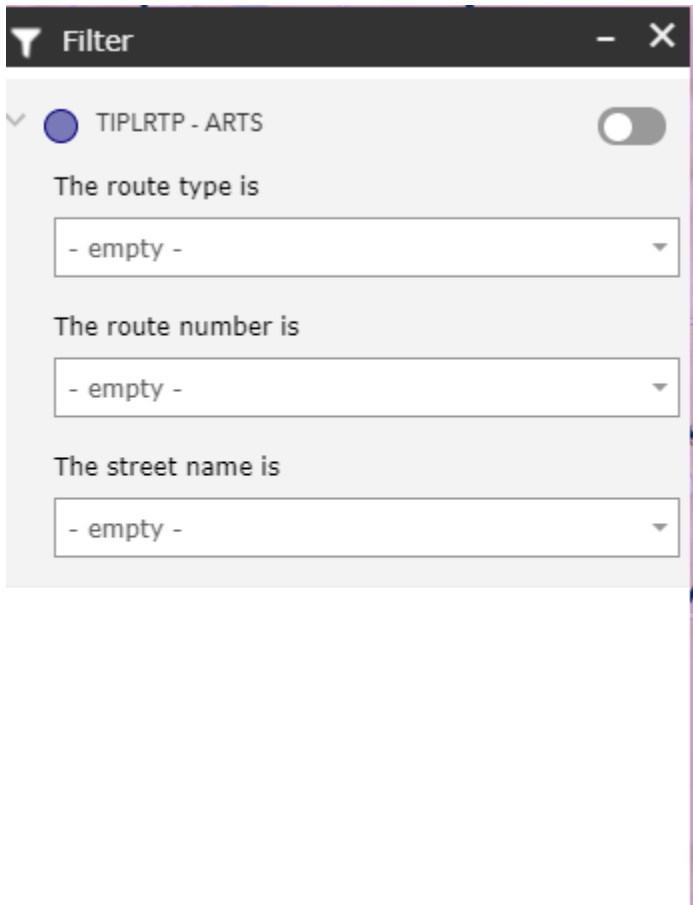 Filter
TIPLRTP - ARTS
The route type is
- empty -
The route number is
- empty -
The street name is
- empty -